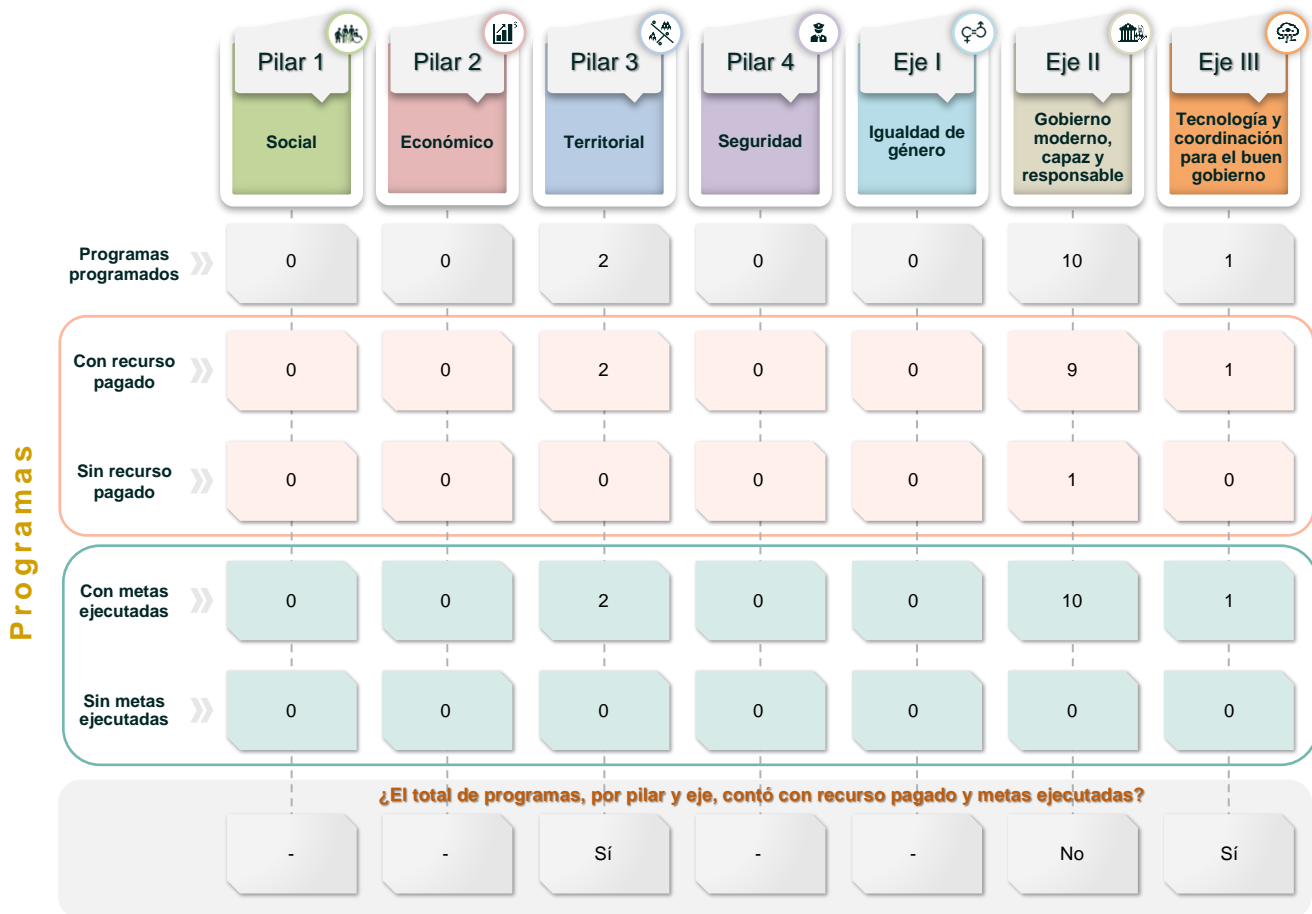 Pilar 1
Pilar 2
Pilar 3
Pilar 4
Eje I
Eje II
Eje III
Social
Económico
Territorial
Seguridad
Igualdad de
género
Gobierno
moderno,
capaz y
responsable
Tecnología y
coordinación
para el buen
gobierno
Programas
Programas
programados
0
0
2
0
0
10
1
Con recurso
pagado
0
0
2
0
0
9
1
Sin recurso
pagado
0
0
0
0
0
1
0
Con metas
ejecutadas
0
0
2
0
0
10
1
Sin metas
ejecutadas
0
0
0
0
0
0
0
¿El total de programas, por pilar y eje, contó con recurso pagado y metas ejecutadas?
-
-
Sí
-
-
No
Sí